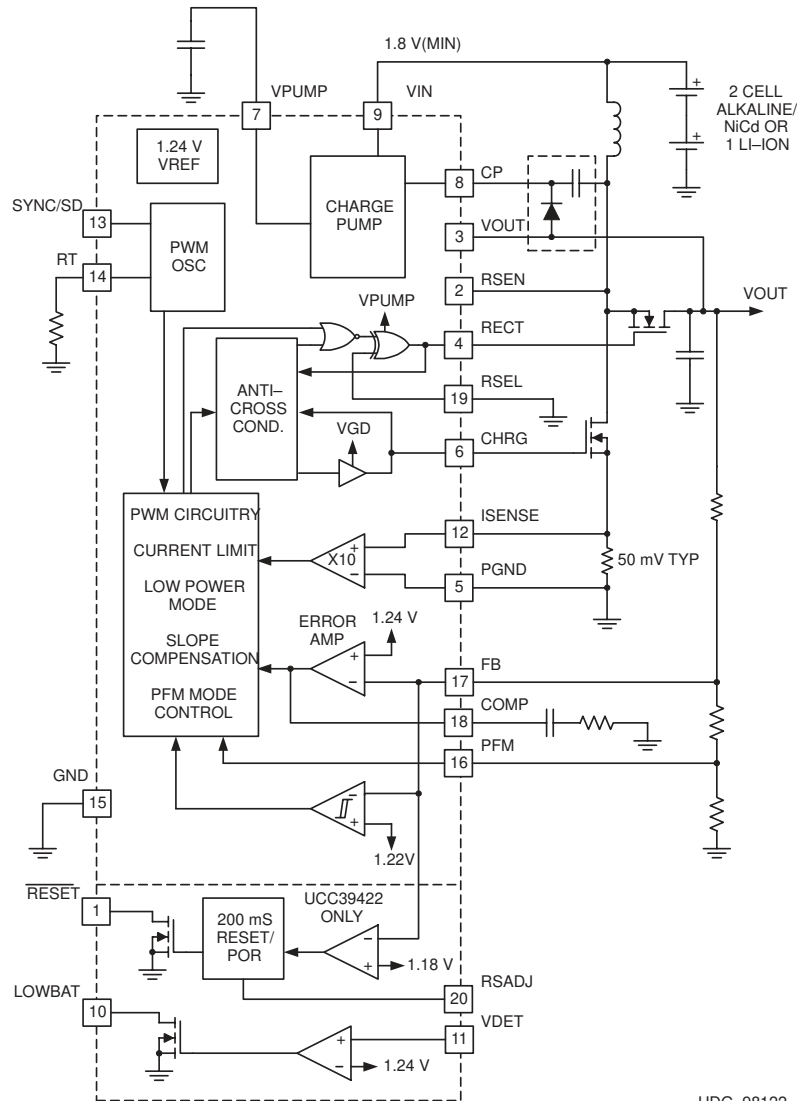 1.8 V(MIN)
VPUMP
VIN
7
9
2 CELL
ALKALINE/
NiCd OR
1 LI–ION
+
+
1.24 V
VREF
CHARGE
PUMP
8
CP
SYNC/SD
13
PWM
OSC
3
VOUT
RT
14
2
RSEN
VOUT
VPUMP
4
RECT
ANTI–
CROSS
COND.
19
RSEL
VGD
6
CHRG
PWM CIRCUITRY
CURRENT LIMIT
LOW POWER
MODE
SLOPE
COMPENSATION
PFM MODE
CONTROL
X10
+
–
12
ISENSE
50 mV TYP
5
PGND
ERROR
AMP
1.24 V
+
–
17
FB
18
COMP
16
PFM
GND
15
–
+
1.22V
RESET
1
UCC39422
ONLY
200 mS
RESET/
POR
–
+
1.18 V
20
RSADJ
LOWBAT
10
11
VDET
+
–
1.24 V